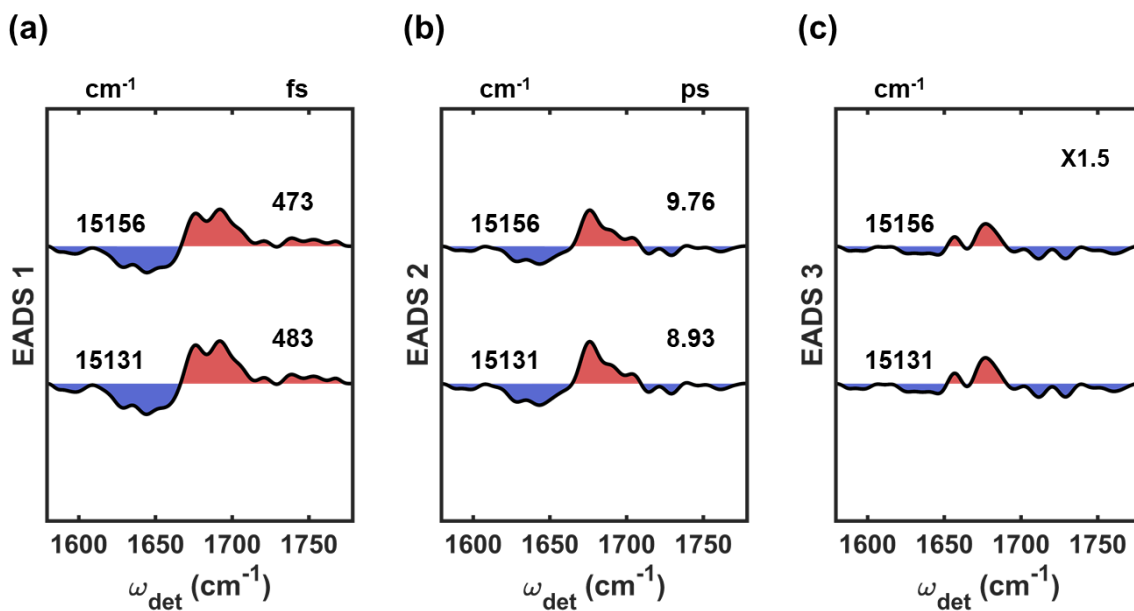 (a)
cm-1 fs
EADS 1
15156 473
15131 483
1600 1650 1700 1750
ωdet (cm-1)
(b)
cm-1 ps
EADS 2
15156 9.76
15131 8.93
1600 1650 1700 1750
ωdet (cm-1)
(c)
cm-1
X1.5
EADS 3
15156
15131
1600 1650 1700 1750
ωdet (cm-1)